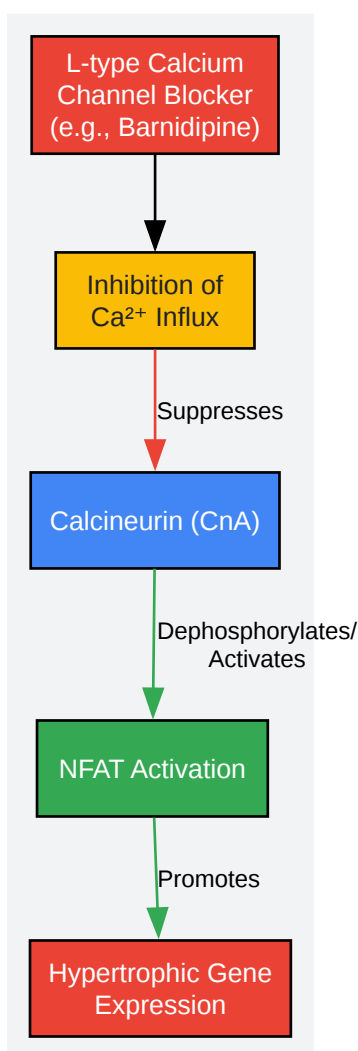 L-type Calcium
Channel Blocker
(e.g., Barnidipine)
Inhibition of
Ca²⁺ Influx
Suppresses
Calcineurin (CnA)
Dephosphorylates/
Activates
NFAT Activation
Promotes
Hypertrophic Gene
Expression